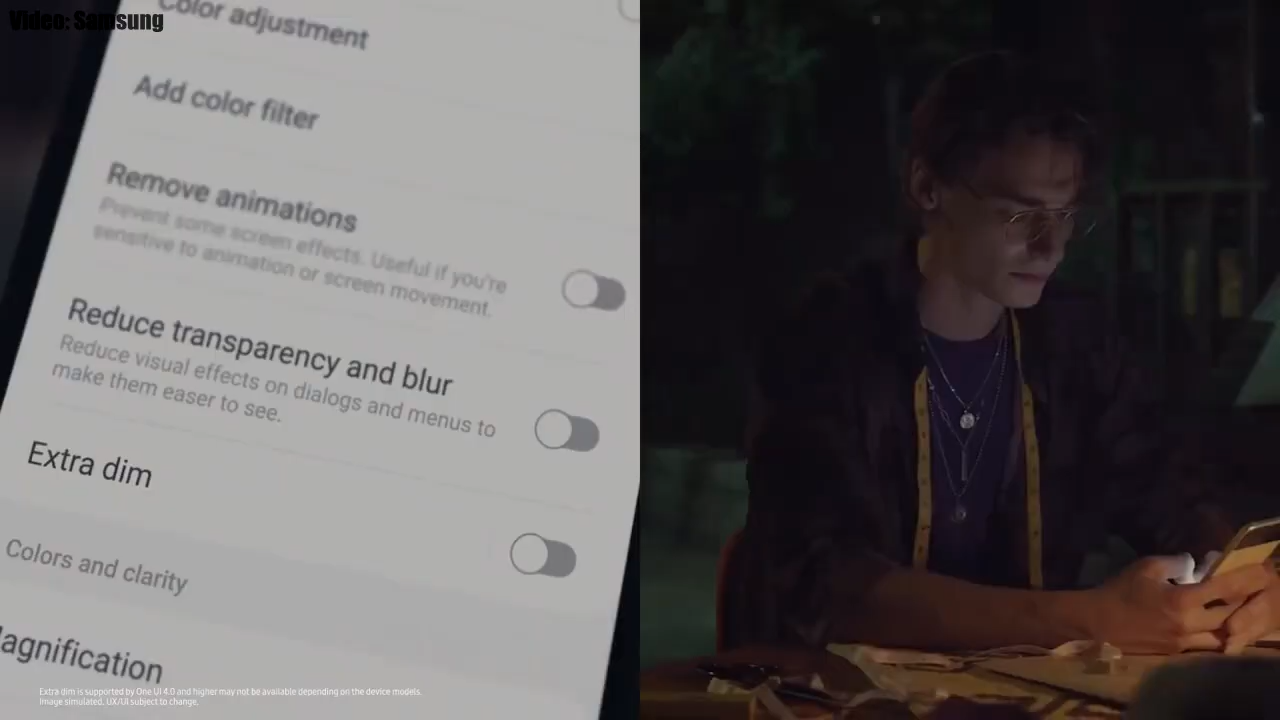 Video: Samsung
Color adjustment
Add color filter
Remove animations
Prevent some screen effects. Useful if you're
sensitive to animation or screen movement.
Reduce transparency and blur
Reduce visual effects on dialogs and menus to
make them easier to see.
Extra dim
Colors and clarity
agnification
Extra dim is supported by One UI 4.0 and higher may not be available depending on the device models.
Image simulated. UX/UI subject to change.